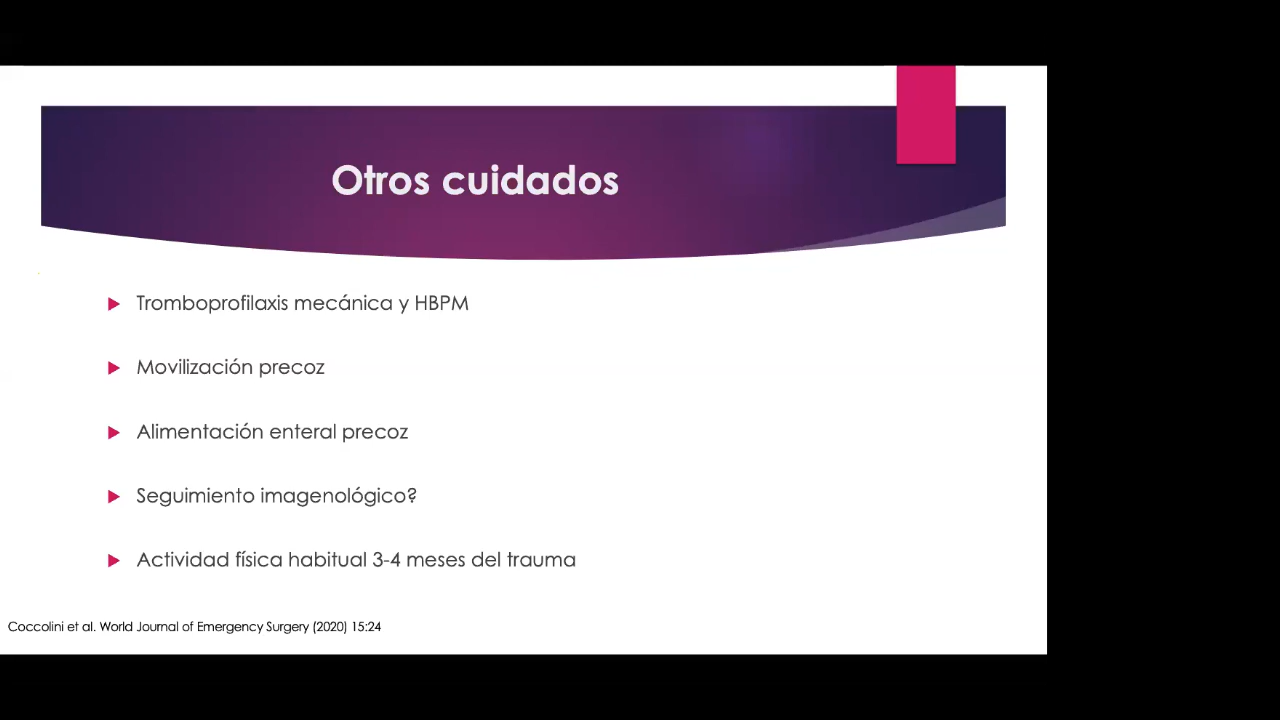 Otros cuidados
Tromboprofilaxis mecánica y HBPM
Movilización precoz
Alimentación enteral precoz
Seguimiento imagenológico?
Actividad física habitual 3-4 meses del trauma
Coccolini et al. World Journal of Emergency Surgery (2020) 15:24